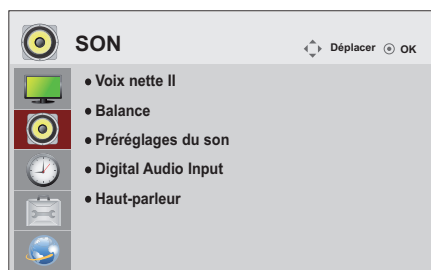 SON
Déplacer OK
• Voix nette II
• Balance
• Préréglages du son
• Digital Audio Input
• Haut-parleur